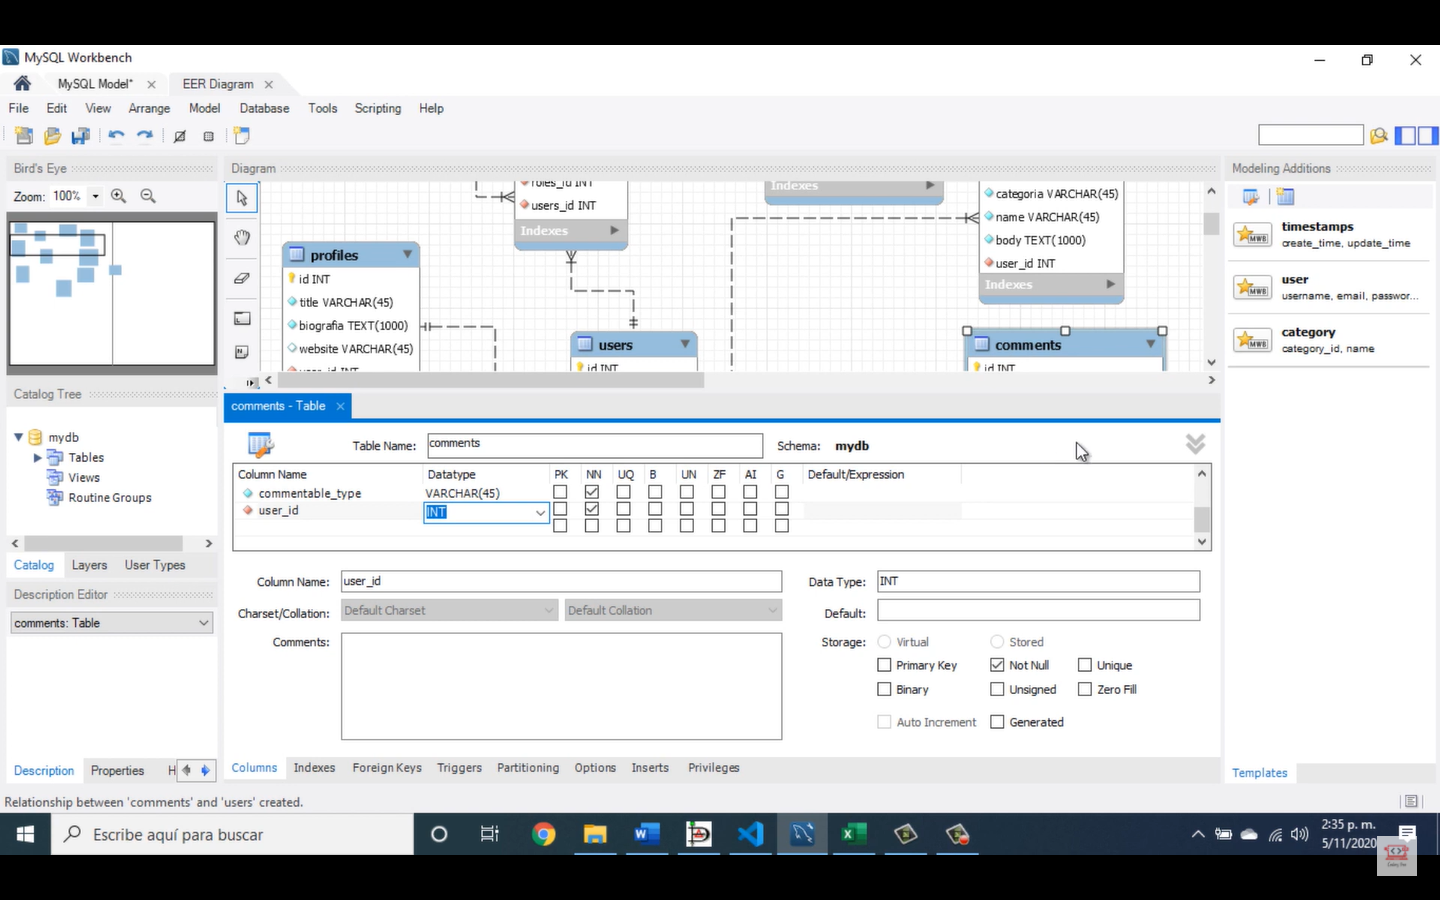 MySQL Workbench
MySQL Model*
EER Diagram
File Edit View Arrange Model Database Tools Scripting Help
Bird's Eye
Zoom: 100%
Diagram
users_id INT
Indexes
profiles
id INT
title VARCHAR(45)
biografia TEXT(1000)
website VARCHAR(45)
users
id INT
Indexes
categoria VARCHAR(45)
name VARCHAR(45)
body TEXT(1000)
user_id INT
Indexes
comments
id INT
Modeling Additions
timestamps
create_time, update_time
user
username, email, passwor...
category
category_id, name
Templates
Catalog Tree
mydb
Tables
Views
Routine Groups
Catalog Layers User Types
Description Editor
comments: Table
Description Properties H
comments - Table
Table Name: comments Schema: mydb
Column Name Datatype PK NN UQ B UN ZF AI G Default/Expression
commentable_type VARCHAR(45)
user_id INT
Column Name: user_id
Charset/Collation: Default Charset Default Collation
Comments:
Data Type: INT
Default:
Storage: Virtual Stored
Primary Key Not Null Unique
Binary Unsigned Zero Fill
Auto Increment Generated
Columns Indexes Foreign Keys Triggers Partitioning Options Inserts Privileges
Relationship between 'comments' and 'users' created.
Escribe aquí para buscar
2:35 p. m.
5/11/2020